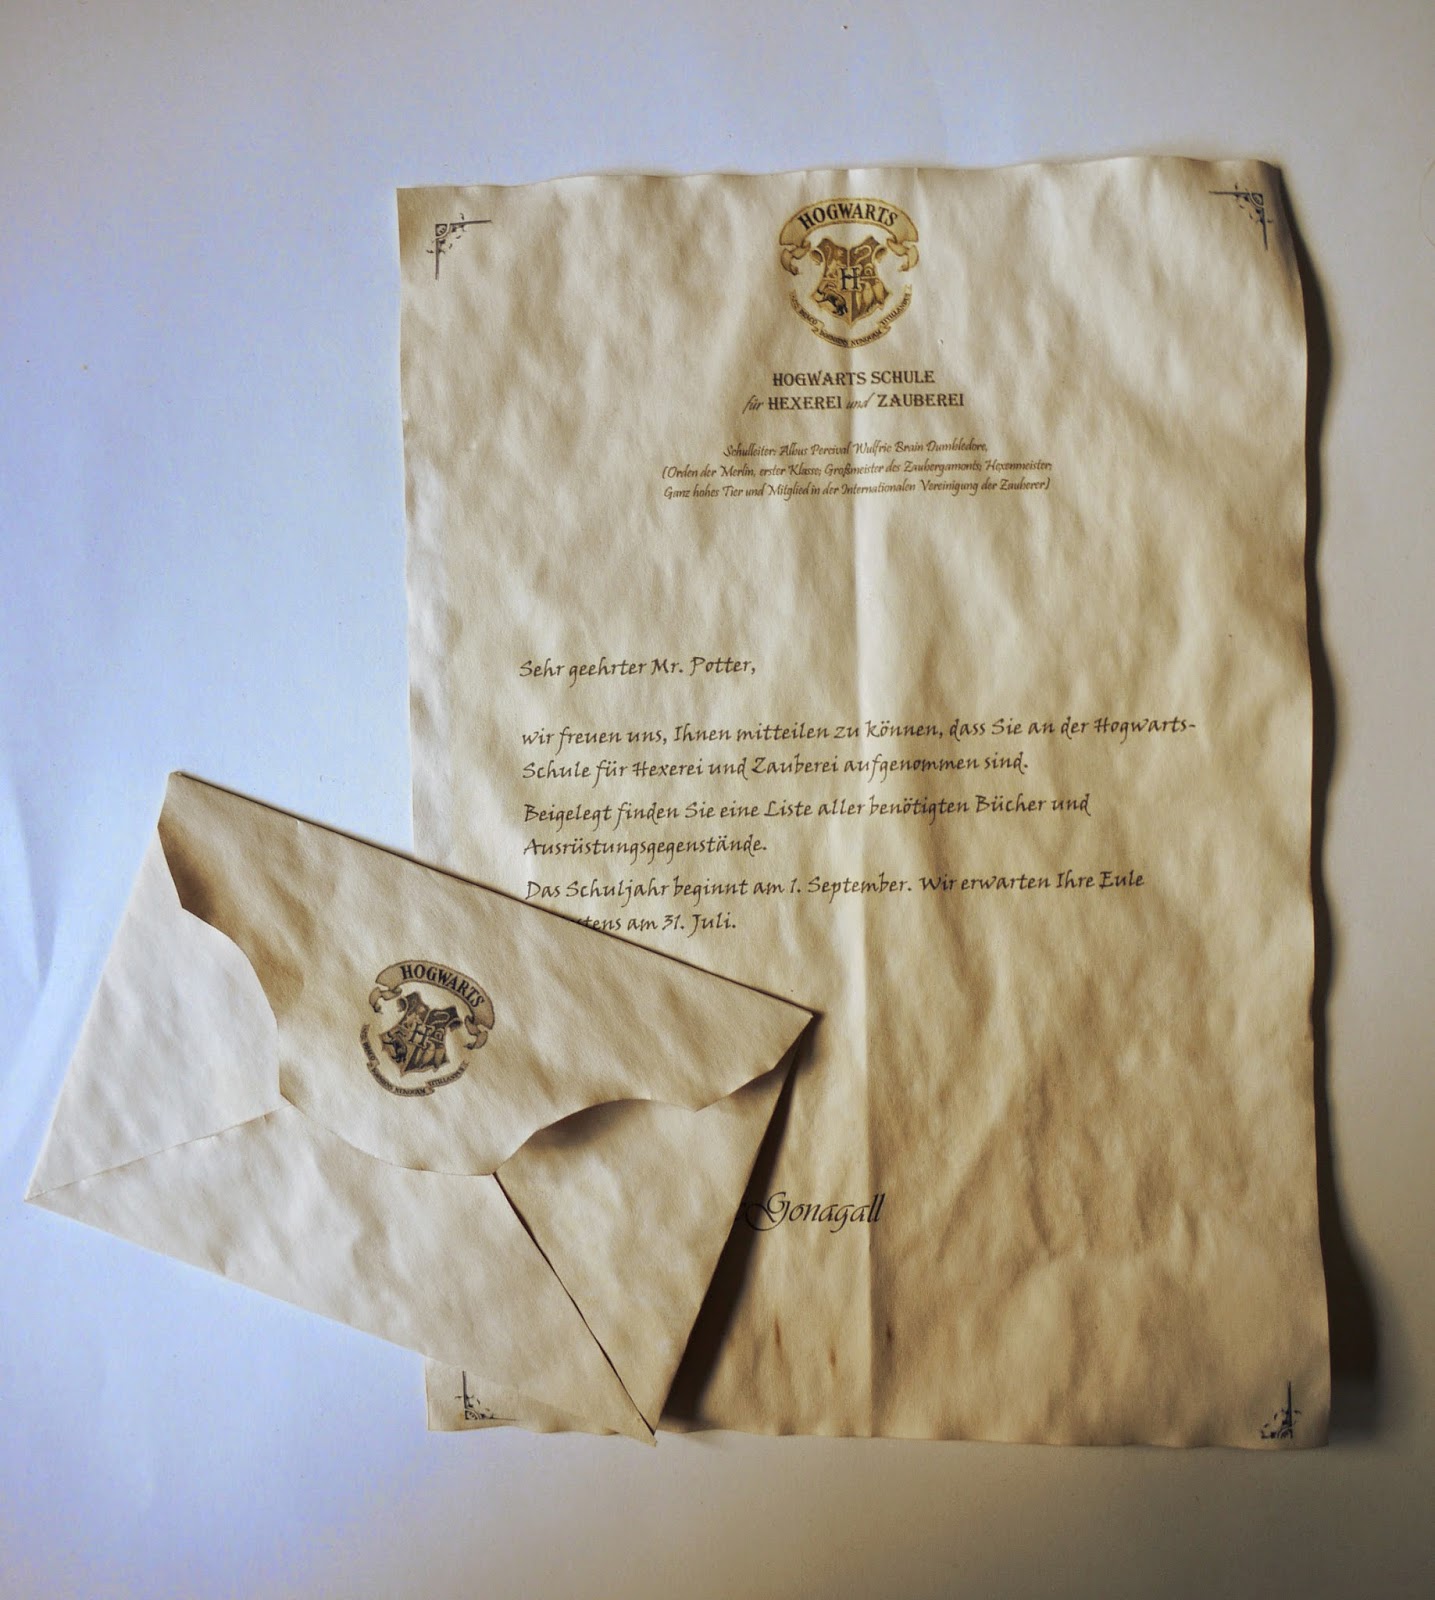 HOGWARTS
H
HOGWARTS SCHULE
für HEXEREI und ZAUBEREI
Schulleiter: Albus Percival Wulfric Brain Dumbledore,
(Orden der Merlin, erster Klasse; Großmeister des Zaubergamonts; Hexenmeister;
Ganz hohes Tier und Mitglied in der Internationalen Vereinigung der Zauberer)
Sehr geehrter Mr. Potter,
wir freuen uns, Ihnen mitteilen zu können, dass Sie an der Hogwarts-
Schule für Hexerei und Zauberei aufgenommen sind.
Beigelegt finden Sie eine Liste aller benötigten Bücher und
Ausrüstungsgegenstände.
Das Schuljahr beginnt am 1. September. Wir erwarten Ihre Eule
stens am 31. Juli.
Gonagall
HOGWARTS
H